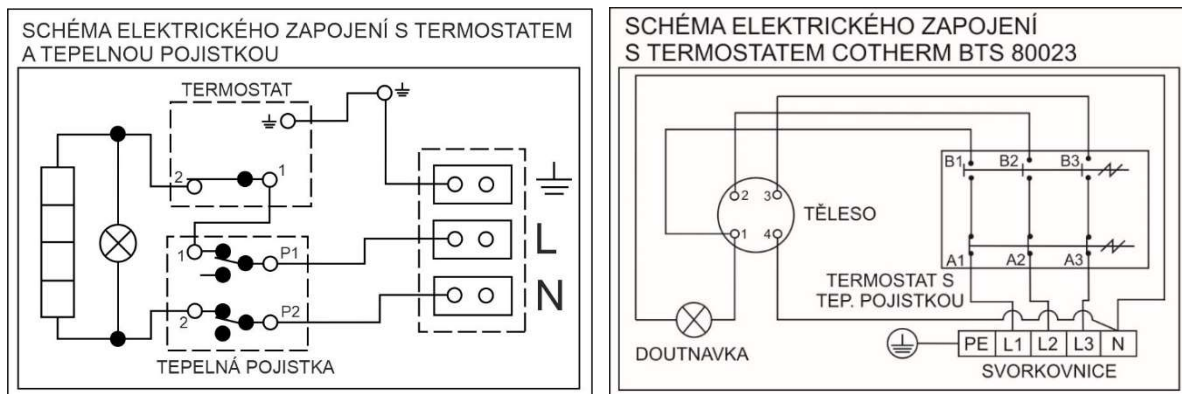 SCHÉMA ELEKTRICKÉHO ZAPOJENÍ S TERMOSTATEM
A TEPELNOU POJISTKOU
TERMOSTAT
2
1
1
P1
L
N
2
P2
TEPELNÁ POJISTKA
SCHÉMA ELEKTRICKÉHO ZAPOJENÍ
S TERMOSTATEM COTHERM BTS 80023
B1 B2 B3
2 3
TĚLESO
1 4
A1 A2 A3
TERMOSTAT S
TEP. POJISTKOU
DOUTNAVKA
PE L1 L2 L3 N
SVORKOVNICE